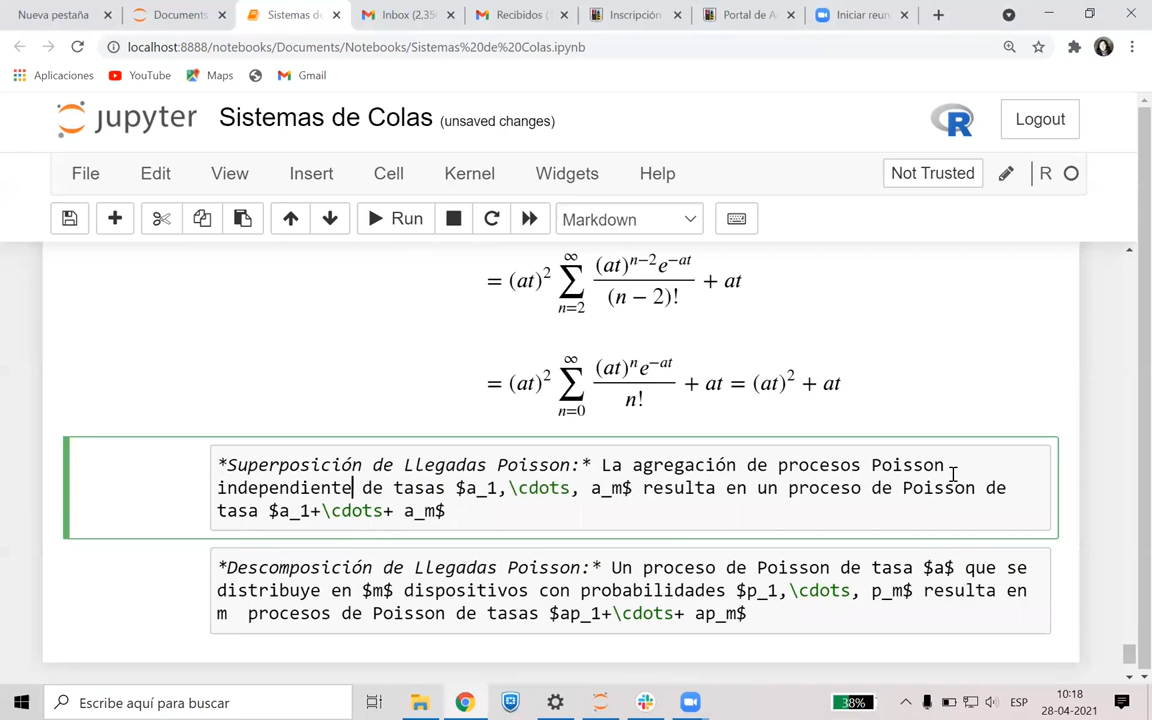 Nueva pestaña
Documents
Sistemas de
Inbox (2,35
Recibidos (
Inscripción
Portal de A
Iniciar reun
localhost:8888/notebooks/Documents/Notebooks/Sistemas%20de%20Colas.ipynb
Aplicaciones YouTube Maps Gmail
jupyter Sistemas de Colas (unsaved changes) R Logout
File Edit View Insert Cell Kernel Widgets Help Not Trusted R
Run Markdown
= (at)² ∑ₙ₌₂^∞ (at)ⁿ⁻² e⁻ᵃᵗ / (n − 2)! + at
= (at)² ∑ₙ₌₀^∞ (at)ⁿ e⁻ᵃᵗ / n! + at = (at)² + at
*Superposición de Llegadas Poisson:* La agregación de procesos Poisson
independiente de tasas $a_1,\cdots, a_m$ resulta en un proceso de Poisson de
tasa $a_1+\cdots+ a_m$
*Descomposición de Llegadas Poisson:* Un proceso de Poisson de tasa $a$ que se
distribuye en $m$ dispositivos con probabilidades $p_1,\cdots, p_m$ resulta en
m procesos de Poisson de tasas $ap_1+\cdots+ ap_m$
Escribe aquí para buscar
38%
ESP
10:18
28-04-2021